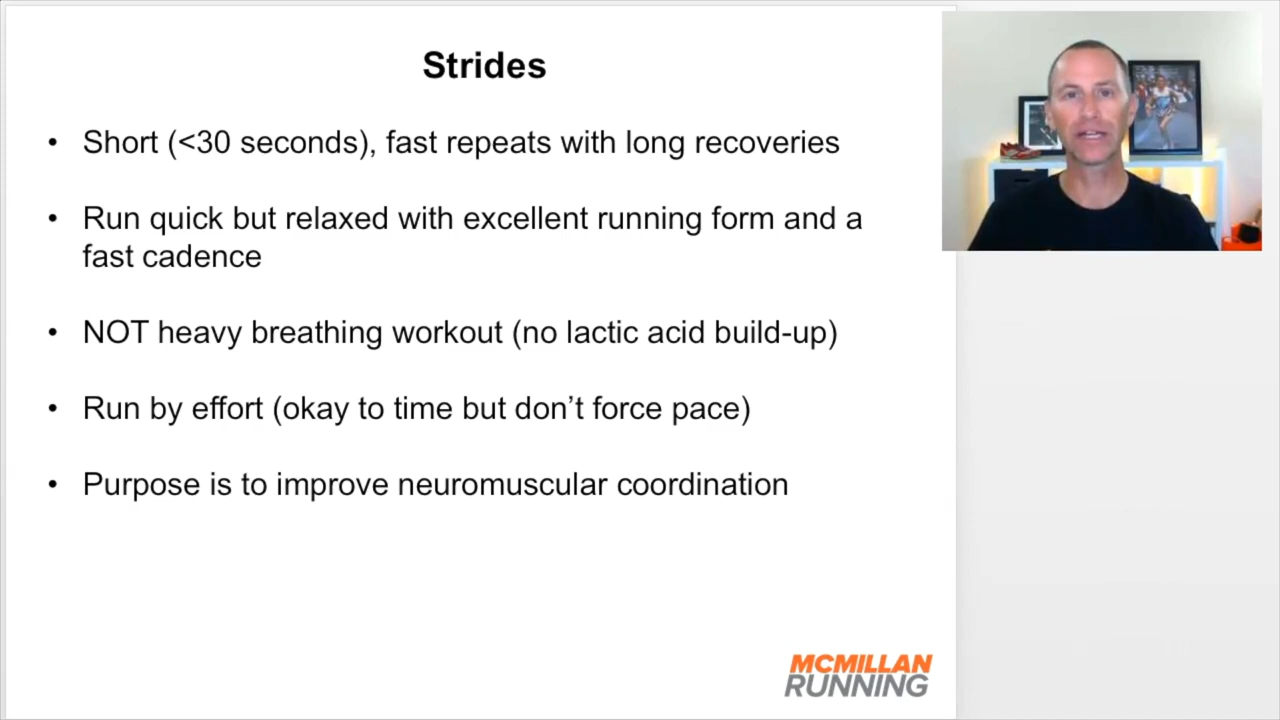 Strides
• Short (<30 seconds), fast repeats with long recoveries
• Run quick but relaxed with excellent running form and a
fast cadence
• NOT heavy breathing workout (no lactic acid build-up)
• Run by effort (okay to time but don’t force pace)
• Purpose is to improve neuromuscular coordination
MCMILLAN
RUNNING